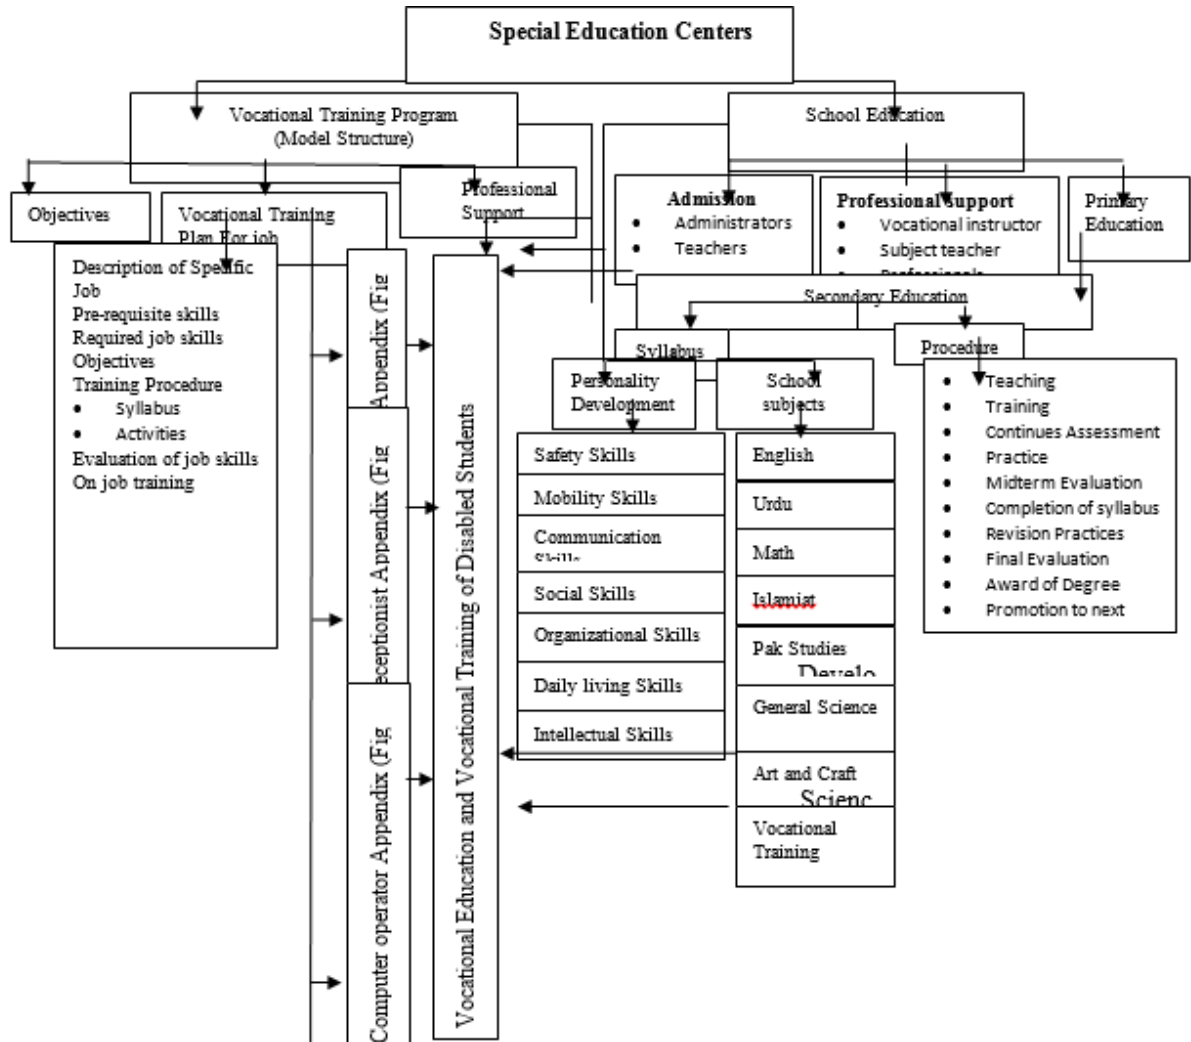 Special Education Centers
Vocational Training Program
(Model Structure)
School Education
Objectives
Vocational Training
Plan For job
Professional
Support
Admission
• Administrators
• Teachers
Professional support
• Vocational instructor
• Subject teacher
• Professionals
Primary
Education
Description of Specific
Job
Pre-requisite skills
Required job skills
Objectives
Training Procedure
• Syllabus
• Activities
Evaluation of job skills
On job training
Appendix (Fig
eceptionist Appendix (Fig
Computer operator Appendix (Fig
Vocational Education and Vocational Training of Disabled Students
Secondary Education
Syllabus
Procedure
Personality
Development
School
subjects
Safety Skills
Mobility Skills
Communication
Skills
Social Skills
Organizational Skills
Daily living Skills
Intellectual Skills
English
Urdu
Math
Islamiat
Pak Studies
Develo
General Science
Art and Craft
Scienc
Vocational
Training
• Teaching
• Training
• Continues Assessment
• Practice
• Midterm Evaluation
• Completion of syllabus
• Revision Practices
• Final Evaluation
• Award of Degree
• Promotion to next